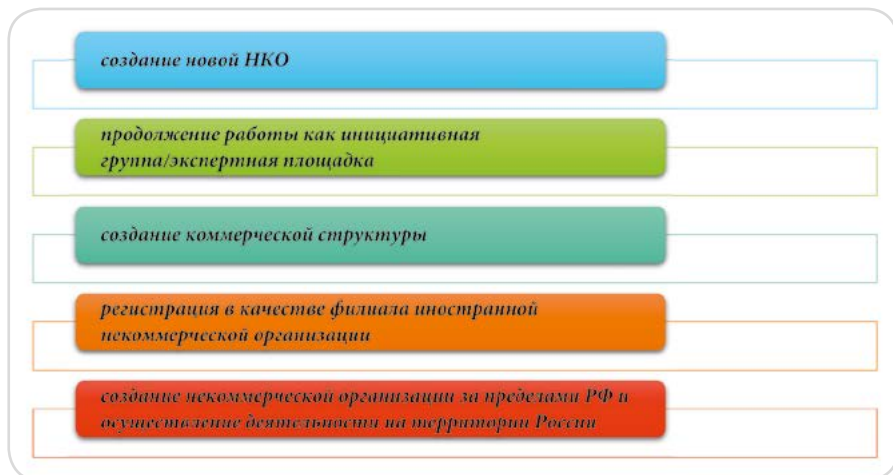 создание новой НКО
продолжение работы как инициативная
группа/экспертная площадка
создание коммерческой структуры
регистрация в качестве филиала иностранной
некоммерческой организации
создание некоммерческой организации за пределами РФ и
осуществление деятельности на территории России